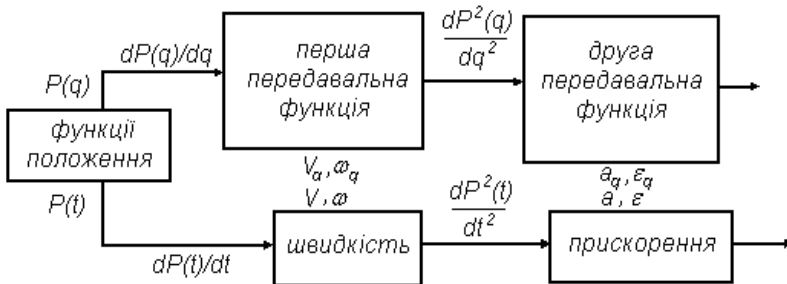 dP(q)/dq
P(q)
функції
положення
P(t)
dP(t)/dt
перша
передавальна
функція
dP²(q)
dq²
друга
передавальна
функція
Vq, ωq
V, ω
швидкість
dP²(t)
dt²
aq, εq
a, ε
прискорення